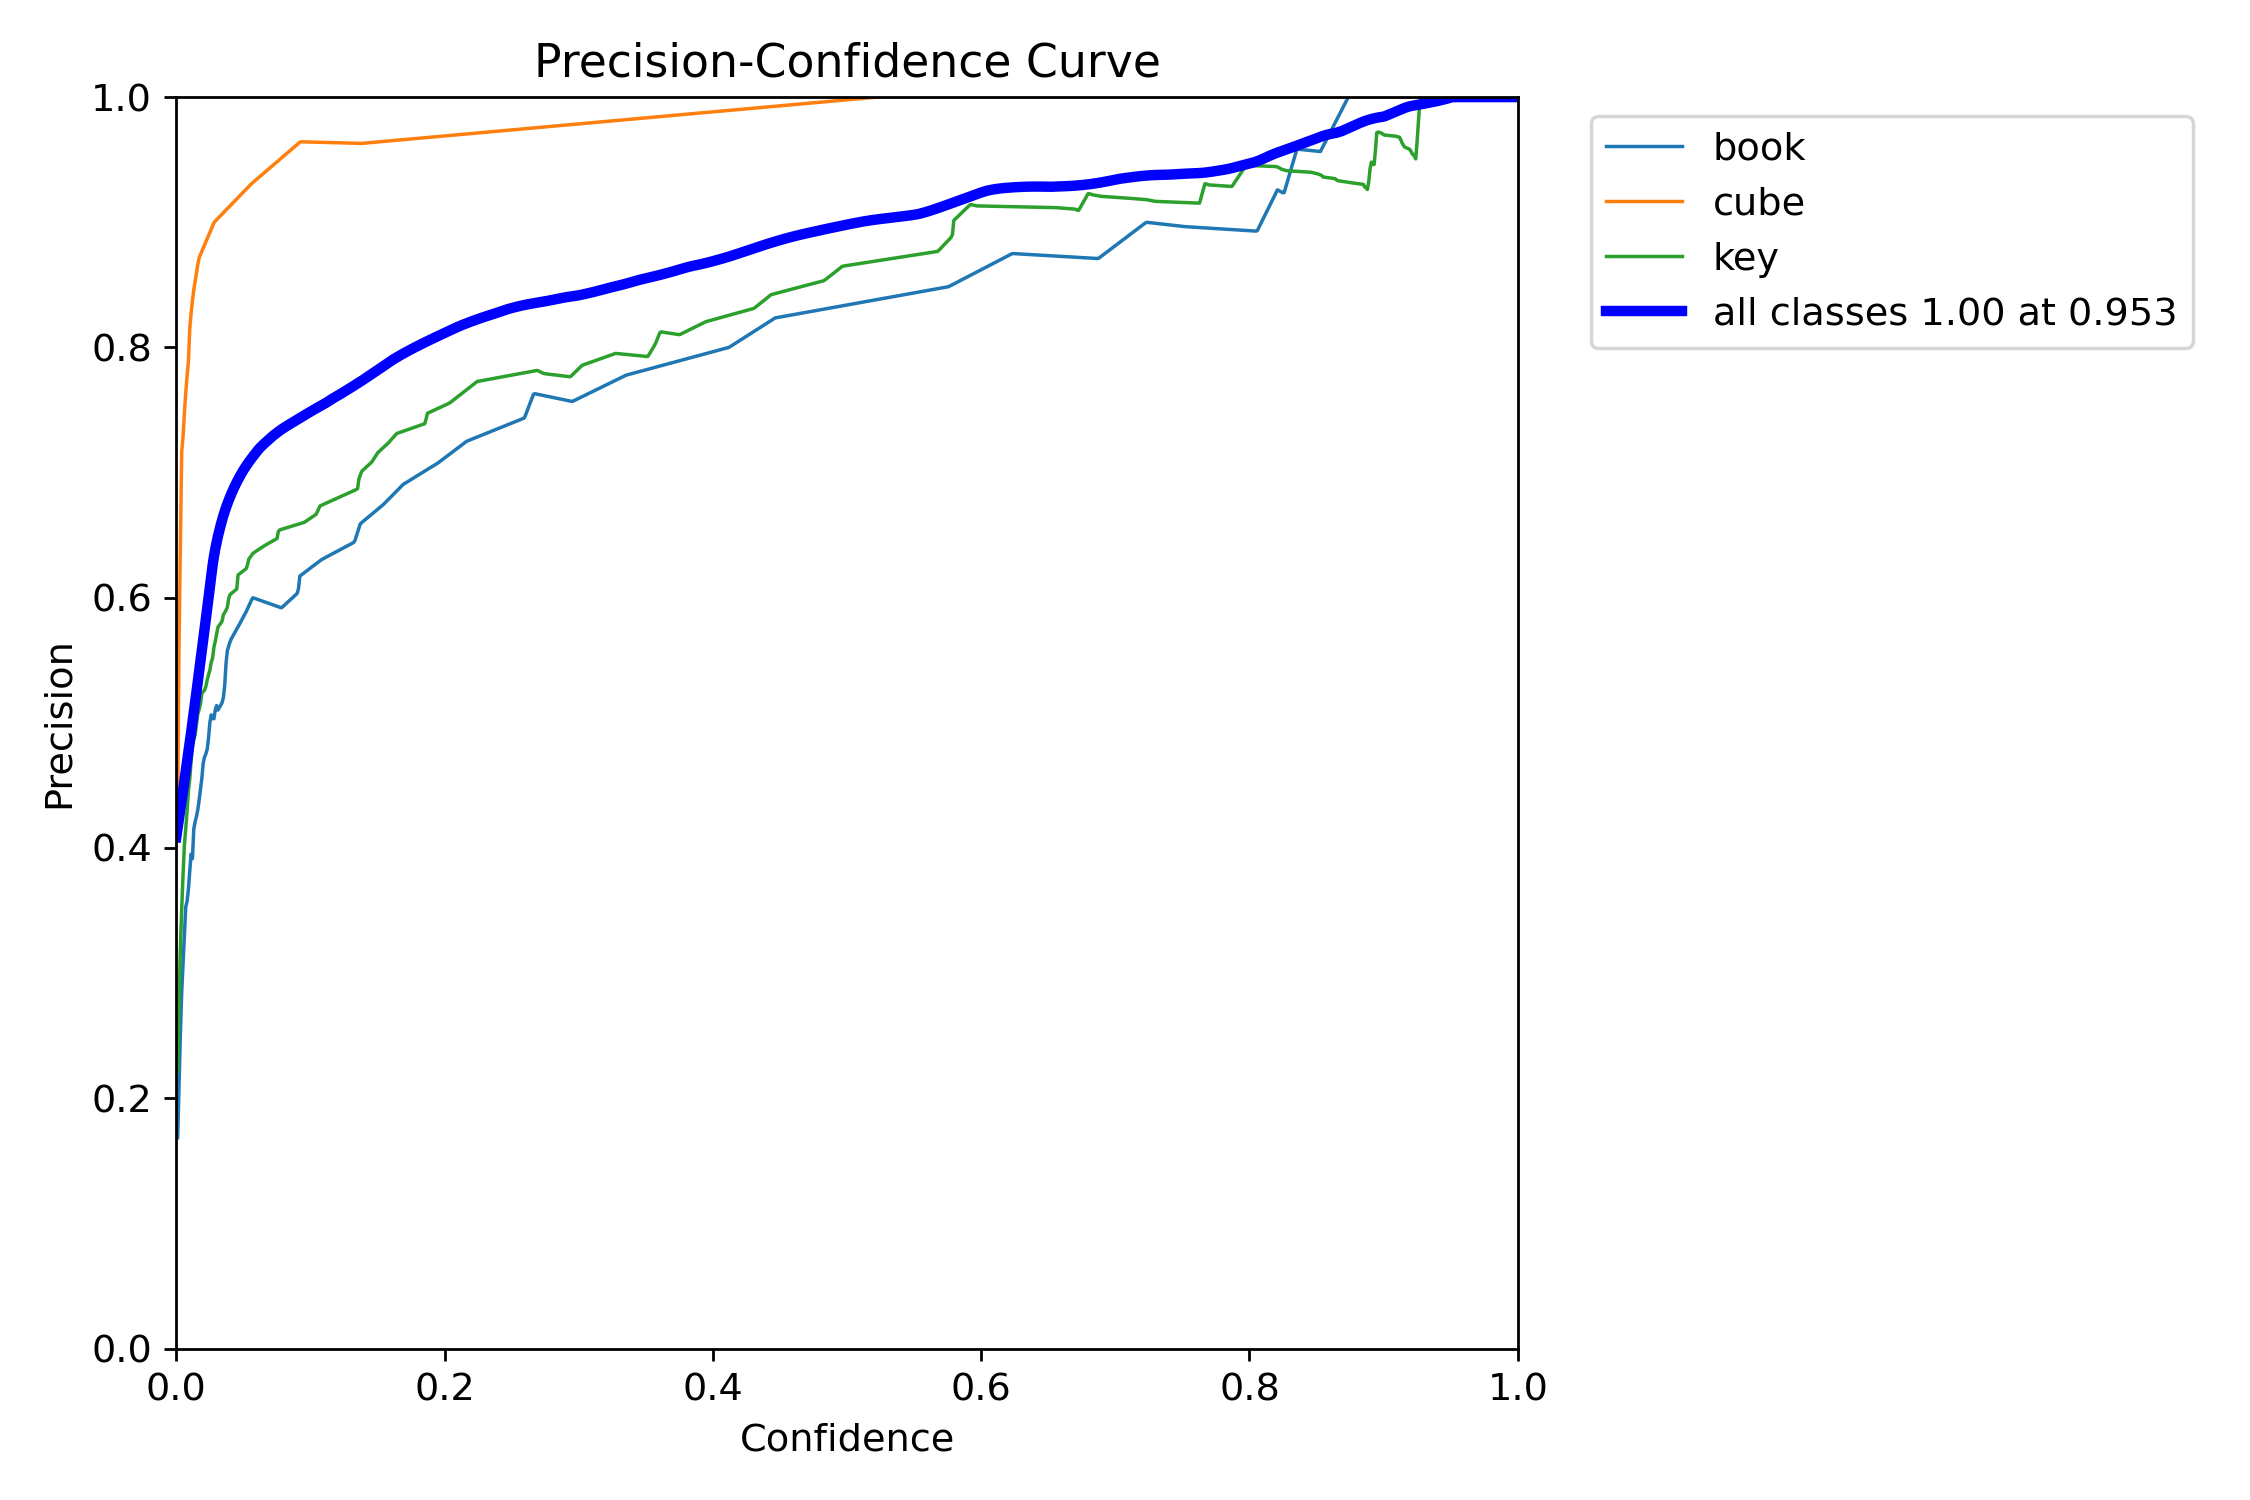 Precision-Confidence Curve
1.0
0.8
0.6
0.4
0.2
0.0
Precision
0.0 0.2 0.4 0.6 0.8 1.0
Confidence
book
cube
key
all classes 1.00 at 0.953